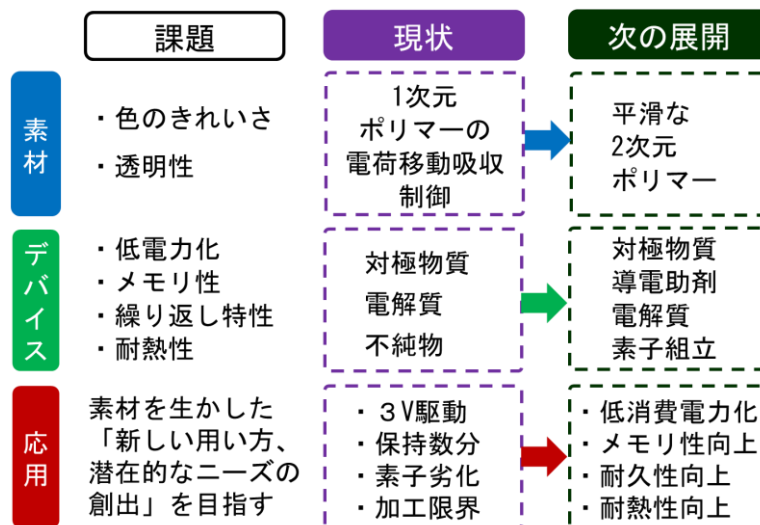 課題
現状
次の展開
素材
・色のきれいさ
・透明性
1次元
ポリマーの
電荷移動吸収
制御
平滑な
2次元
ポリマー
デバイス
・低電力化
・メモリ性
・繰り返し特性
・耐熱性
対極物質
電解質
不純物
対極物質
導電助剤
電解質
素子組立
応用
素材を生かした
「新しい用い方、
潜在的なニーズの
創出」を目指す
・３V駆動
・保持数分
・素子劣化
・加工限界
・低消費電力化
・メモリ性向上
・耐久性向上
・耐熱性向上